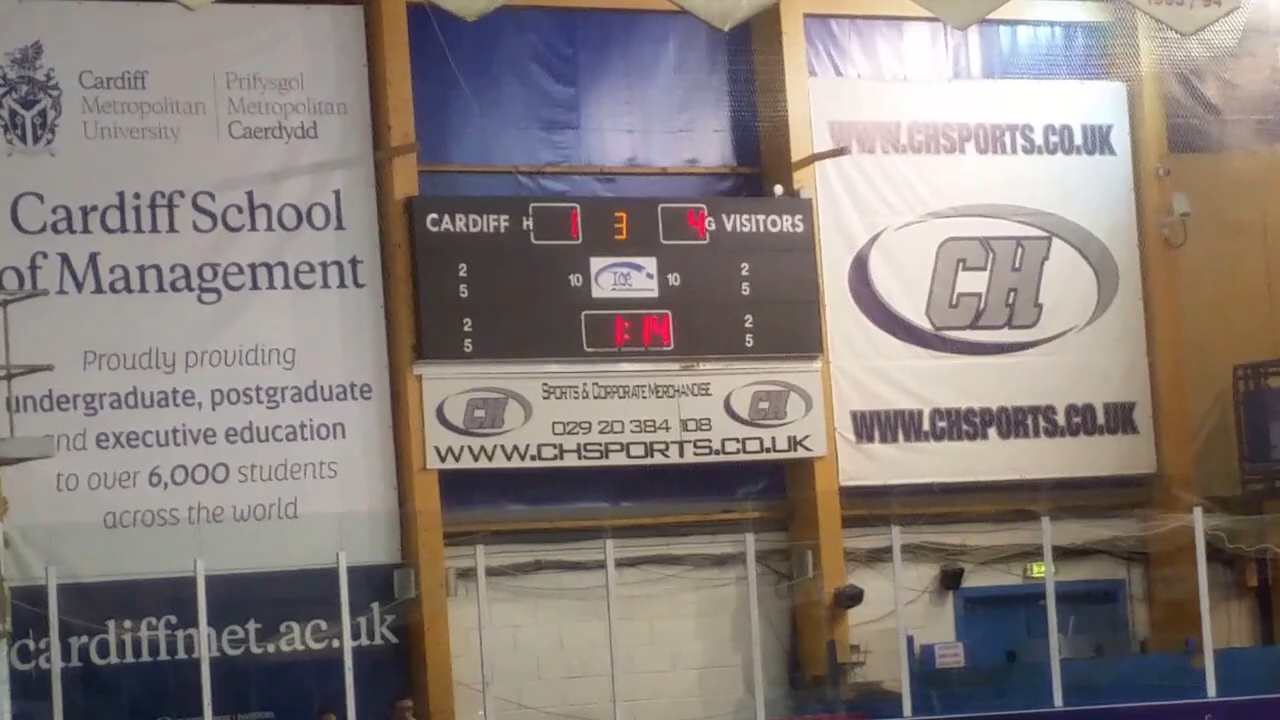 1993 / 94
Cardiff Metropolitan University
Prifysgol Metropolitan Caerdydd
Cardiff School
of Management
Proudly providing
undergraduate, postgraduate
and executive education
to over 6,000 students
across the world
cardiffmet.ac.uk
CARDIFF H 1 3 4 G VISITORS
2 2
5 10 ICE 10 5
2 1:14 2
5 5
CH SPORTS & CORPORATE MERCHANDISE CH
029 20 384 108
WWW.CHSPORTS.CO.UK
WWW.CHSPORTS.CO.UK
CH
WWW.CHSPORTS.CO.UK